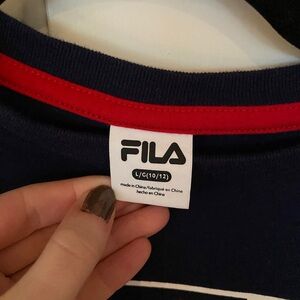 FILA
L/G(10/12)
made in China/fabriqué en Chine
hecho en China